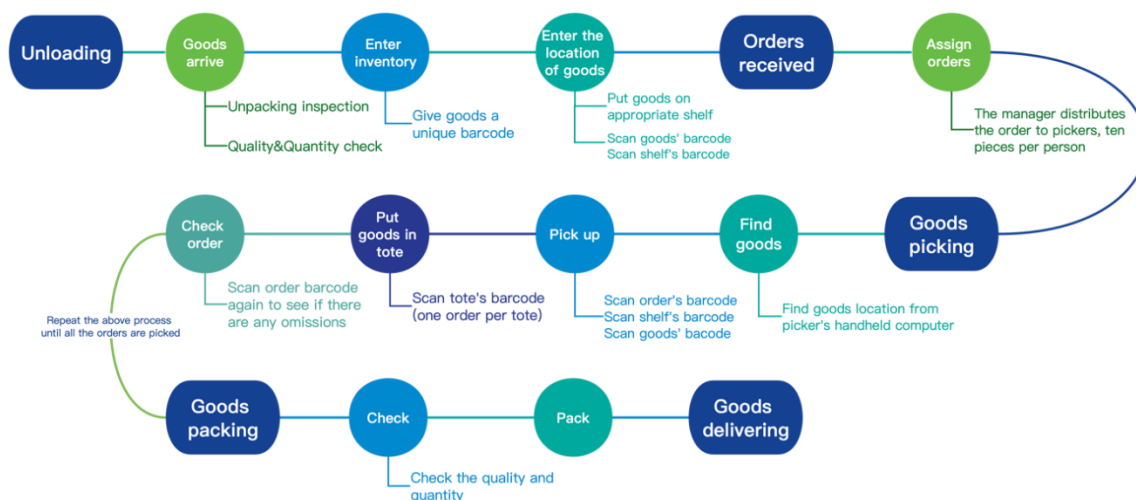 Unloading
Goods
arrive
Unpacking inspection
Quality&Quantity check
Enter
inventory
Give goods a
unique barcode
Enter the
location
of goods
Put goods on
appropriate shelf
Scan goods' barcode
Scan shelf's barcode
Orders
received
Assign
orders
The manager distributes
the order to pickers, ten
pieces per person
Goods
picking
Find
goods
Find goods location from
picker's handheld computer
Pick up
Scan order's barcode
Scan shelf's barcode
Scan goods' bacode
Put
goods in
tote
Scan tote's barcode
(one order per tote)
Check
order
Scan order barcode
again to see if there
are any omissions
Repeat the above process
until all the orders are picked
Goods
packing
Check
Check the quality and
quantity
Pack
Goods
delivering